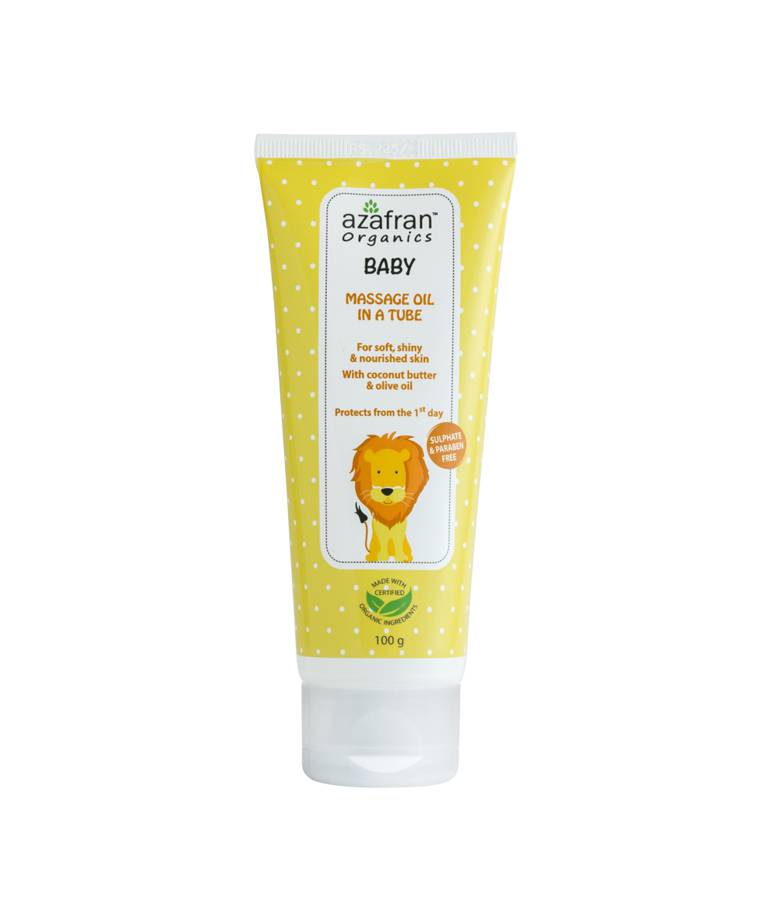 azafran™
Organics
BABY
MASSAGE OIL
IN A TUBE
For soft, shiny
& nourished skin
With coconut butter
& olive oil
Protects from the 1st day
SULPHATE
& PARABEN
FREE
MADE WITH
CERTIFIED
ORGANIC INGREDIENTS
100 g